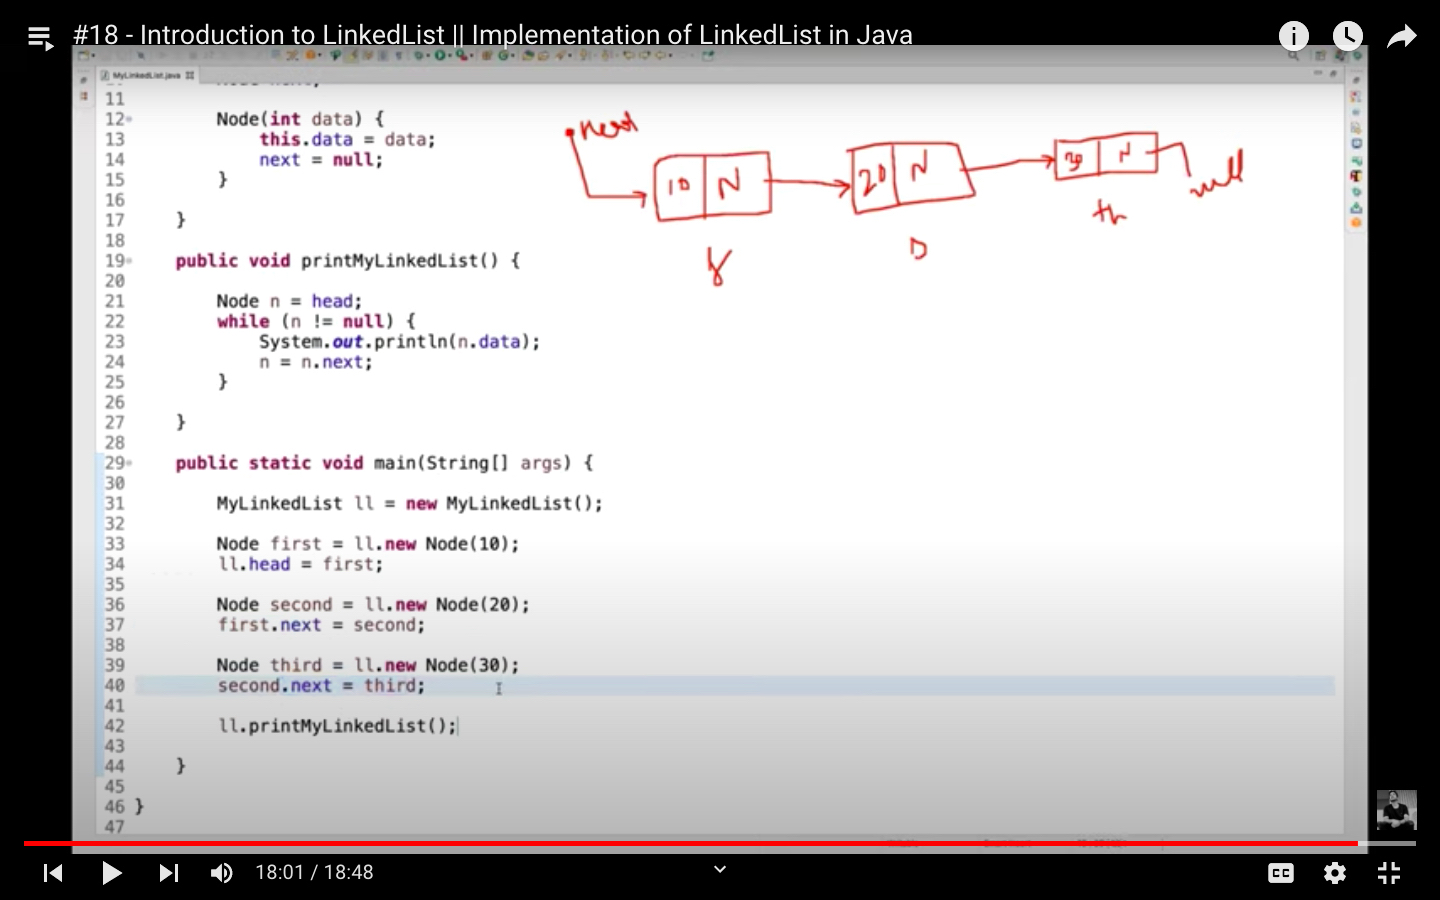 #18 - Introduction to LinkedList || Implementation of LinkedList in Java
MyLinkedList.java
11
12 Node(int data) {
13 this.data = data;
14 next = null;
15 }
16
17 }
18
19 public void printMyLinkedList() {
20
21 Node n = head;
22 while (n != null) {
23 System.out.println(n.data);
24 n = n.next;
25 }
26
27 }
28
29 public static void main(String[] args) {
30
31 MyLinkedList ll = new MyLinkedList();
32
33 Node first = ll.new Node(10);
34 ll.head = first;
35
36 Node second = ll.new Node(20);
37 first.next = second;
38
39 Node third = ll.new Node(30);
40 second.next = third;
41
42 ll.printMyLinkedList();
43
44 }
45
46 }
47
10 N
20 N
30 N
null
th
18:01 / 18:48
CC